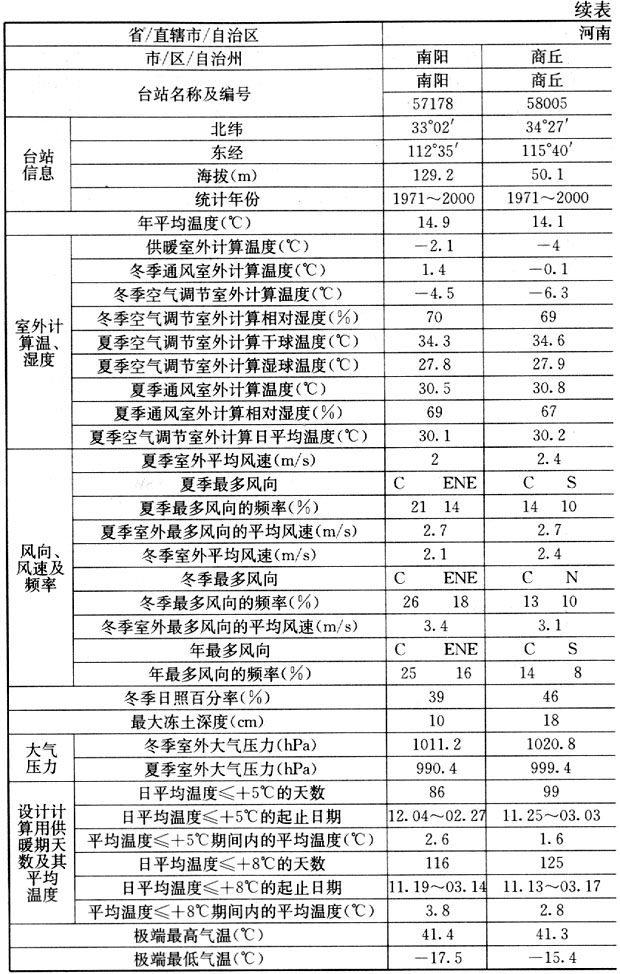 续表
省/直辖市/自治区 河南
市/区/自治州 南阳 商丘
台站名称及编号 南阳 商丘
57178 58005
台站信息 北纬 33°02′ 34°27′
东经 112°35′ 115°40′
海拔(m) 129.2 50.1
统计年份 1971～2000 1971～2000
年平均温度(℃) 14.9 14.1
室外计算温、湿度 供暖室外计算温度(℃) －2.1 －4
冬季通风室外计算温度(℃) 1.4 －0.1
冬季空气调节室外计算温度(℃) －4.5 －6.3
冬季空气调节室外计算相对湿度(%) 70 69
夏季空气调节室外计算干球温度(℃) 34.3 34.6
夏季空气调节室外计算湿球温度(℃) 27.8 27.9
夏季通风室外计算温度(℃) 30.5 30.8
夏季通风室外计算相对湿度(%) 69 67
夏季空气调节室外计算日平均温度(℃) 30.1 30.2
风向、风速及频率 夏季室外平均风速(m/s) 2 2.4
夏季最多风向 C ENE C S
夏季最多风向的频率(%) 21 14 14 10
夏季室外最多风向的平均风速(m/s) 2.7 2.7
冬季室外平均风速(m/s) 2.1 2.4
冬季最多风向 C ENE C N
冬季最多风向的频率(%) 26 18 13 10
冬季室外最多风向的平均风速(m/s) 3.4 3.1
年最多风向 C ENE C S
年最多风向的频率(%) 25 16 14 8
冬季日照百分率(%) 39 46
最大冻土深度(cm) 10 18
大气压力 冬季室外大气压力(hPa) 1011.2 1020.8
夏季室外大气压力(hPa) 990.4 999.4
设计计算用供暖期天数及其平均温度 日平均温度≤+5℃的天数 86 99
日平均温度≤+5℃的起止日期 12.04～02.27 11.25～03.03
平均温度≤+5℃期间内的平均温度(℃) 2.6 1.6
日平均温度≤+8℃的天数 116 125
日平均温度≤+8℃的起止日期 11.19～03.14 11.13～03.17
平均温度≤+8℃期间内的平均温度(℃) 3.8 2.8
极端最高气温(℃) 41.4 41.3
极端最低气温(℃) －17.5 －15.4